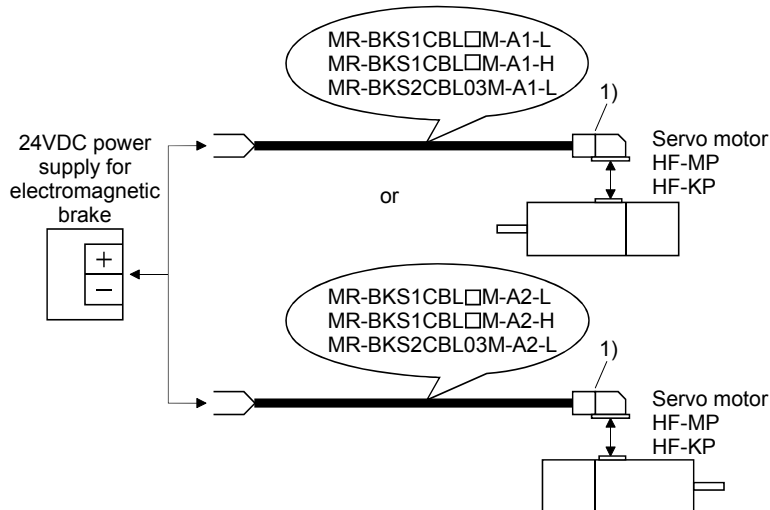 MR-BKS1CBL□M-A1-L
MR-BKS1CBL□M-A1-H
MR-BKS2CBL03M-A1-L
1)
24VDC power
supply for
electromagnetic
brake
+
−
Servo motor
HF-MP
HF-KP
or
MR-BKS1CBL□M-A2-L
MR-BKS1CBL□M-A2-H
MR-BKS2CBL03M-A2-L
1)
Servo motor
HF-MP
HF-KP